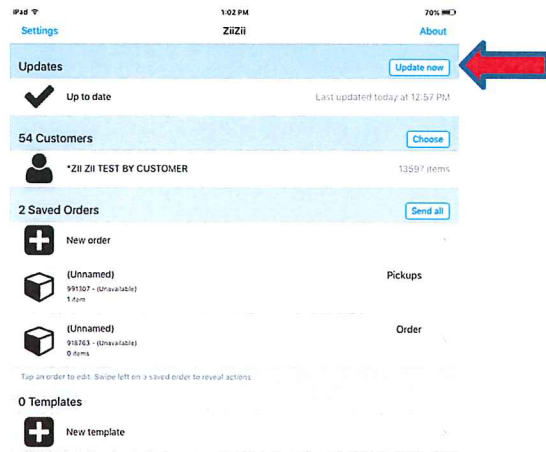 iPad 1:02 PM 70%
Settings ZiiZii About
Updates Update now
Up to date Last updated today at 12:57 PM
54 Customers Choose
*ZII ZII TEST BY CUSTOMER 13597 items
2 Saved Orders Send all
New order
(Unnamed) Pickups
991307 - (Unavailable)
1 item
(Unnamed) Order
918763 - (Unavailable)
0 items
Tap an order to edit. Swipe left on a saved order to reveal actions.
0 Templates
New template